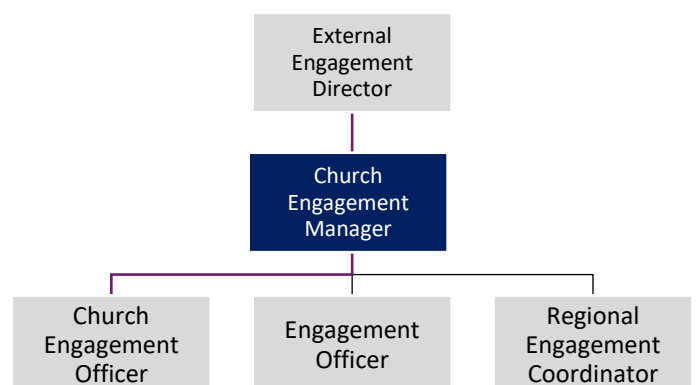 External
Engagement
Director
Church
Engagement
Manager
Church
Engagement
Officer
Engagement
Officer
Regional
Engagement
Coordinator